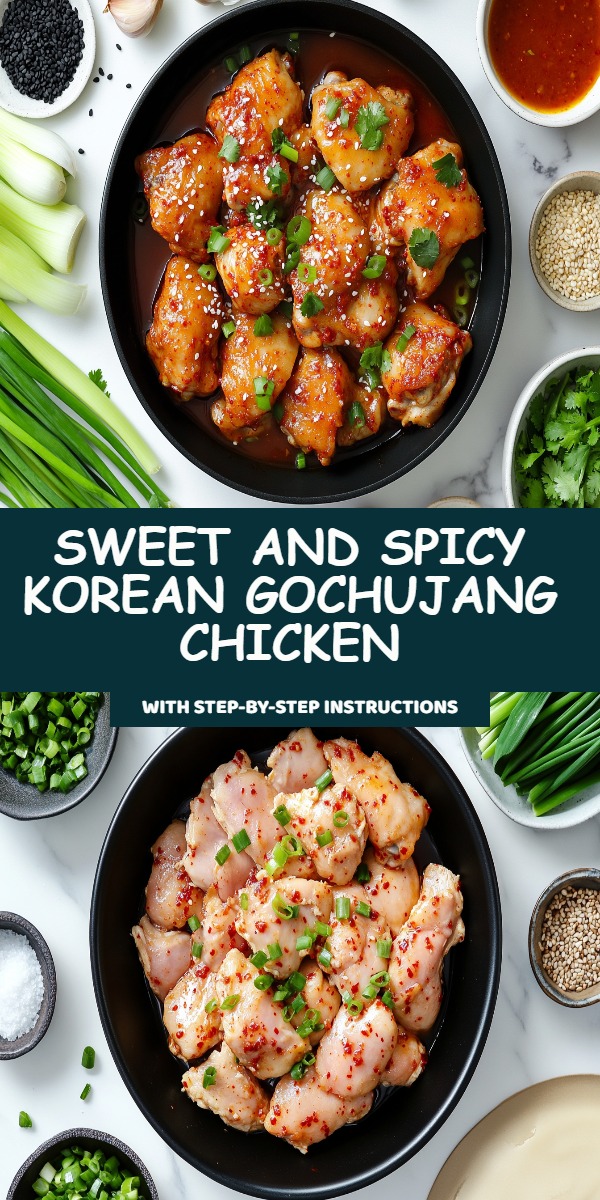 SWEET AND SPICY
KOREAN GOCHUJANG
CHICKEN
WITH STEP-BY-STEP INSTRUCTIONS